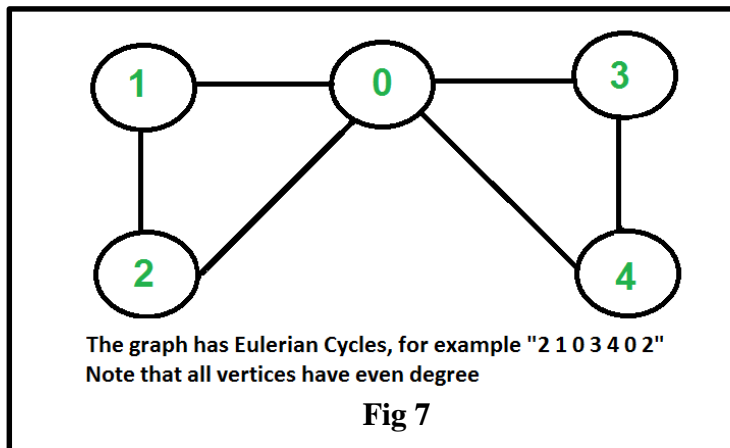 1 0 3
2 4
The graph has Eulerian Cycles, for example "2 1 0 3 4 0 2"
Note that all vertices have even degree
Fig 7